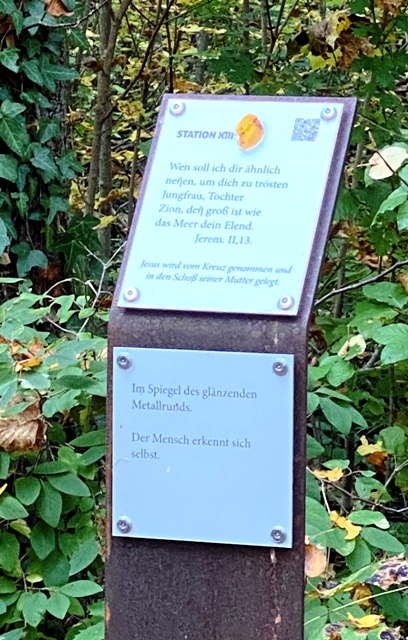 STATION XIII
Wen soll ich dir ähnlich
neñen, um dich zu trösten
Jungfrau, Tochter
Zion, deñ groß ist wie
das Meer dein Elend.
Jerem. II,13.
Jesus wird vom Kreuz genommen und
in den Schoß seiner Mutter gelegt.
Im Spiegel des glänzenden
Metallrunds.
Der Mensch erkennt sich
selbst.